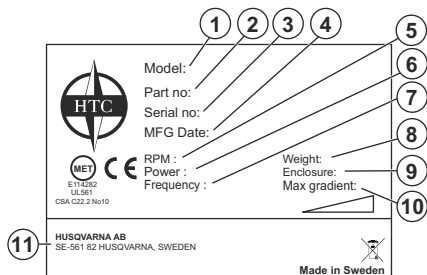 1
2
3
4
5
6
7
8
9
10
11
Model:
Part no:
Serial no:
MFG Date:
HTC
RPM :
Power :
Frequency :
Weight:
Enclosure:
Max gradient:
MET
CE
E114282
UL561
CSA C22.2 No10
HUSQVARNA AB
SE-561 82 HUSQVARNA, SWEDEN
Made in Sweden